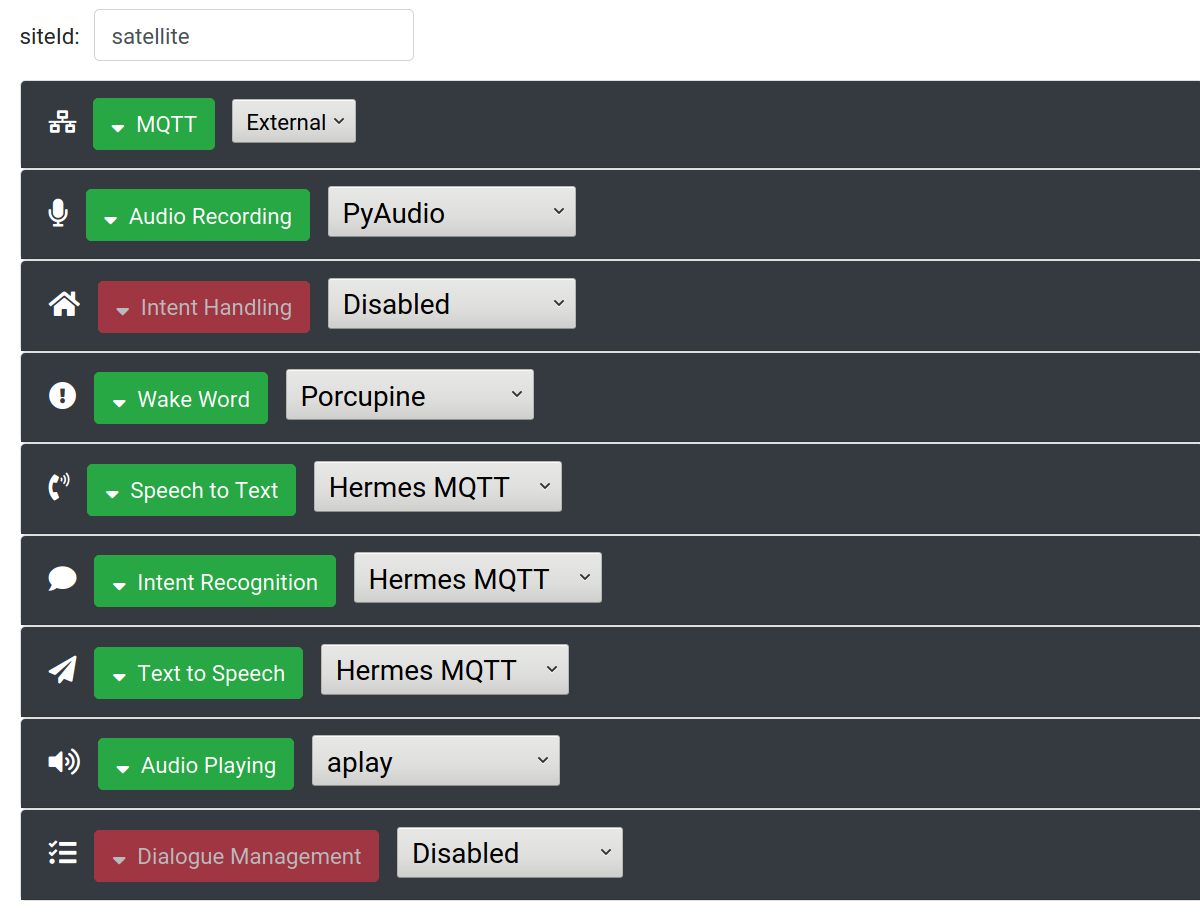 siteId: satellite
MQTT External
Audio Recording PyAudio
Intent Handling Disabled
Wake Word Porcupine
Speech to Text Hermes MQTT
Intent Recognition Hermes MQTT
Text to Speech Hermes MQTT
Audio Playing aplay
Dialogue Management Disabled